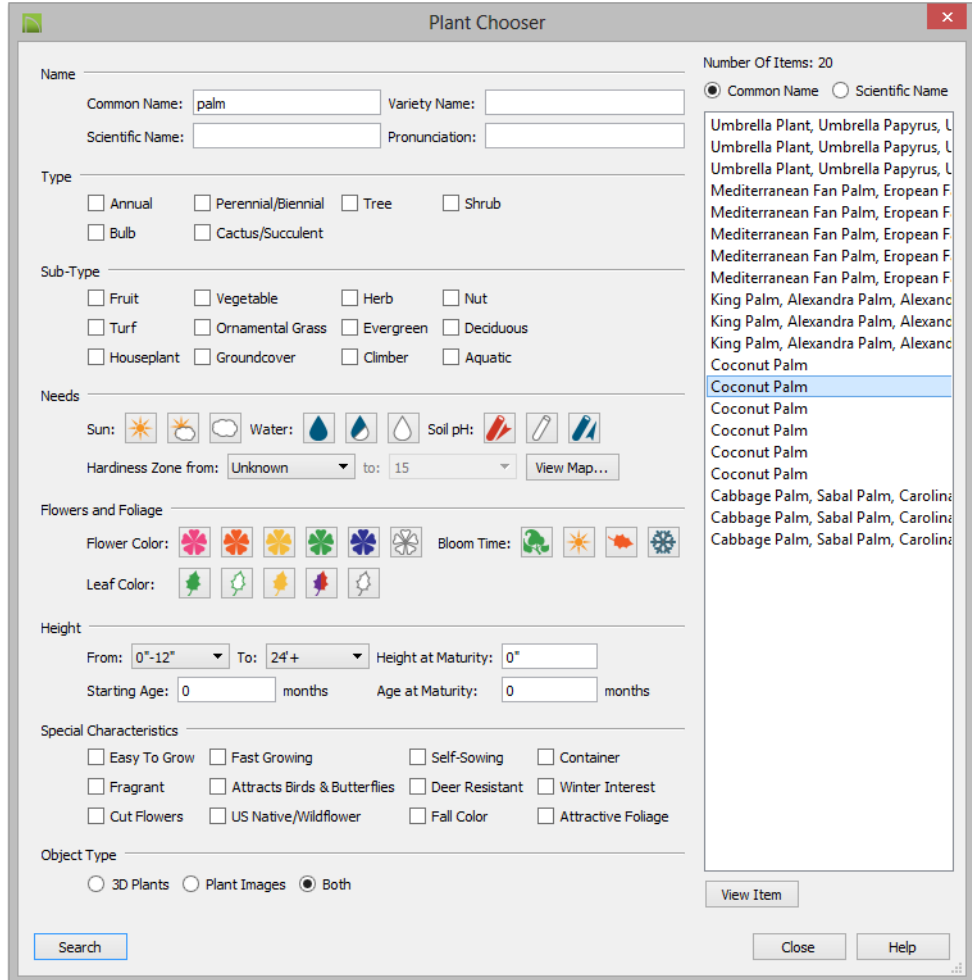 Plant Chooser
Name
Common Name: palm Variety Name:
Scientific Name: Pronunciation:
Type
Annual Perennial/Biennial Tree Shrub
Bulb Cactus/Succulent
Sub-Type
Fruit Vegetable Herb Nut
Turf Ornamental Grass Evergreen Deciduous
Houseplant Groundcover Climber Aquatic
Needs
Sun: Water: Soil pH:
Hardiness Zone from: Unknown to: 15 View Map...
Flowers and Foliage
Flower Color: Bloom Time:
Leaf Color:
Height
From: 0"-12" To: 24'+ Height at Maturity: 0"
Starting Age: 0 months Age at Maturity: 0 months
Special Characteristics
Easy To Grow Fast Growing Self-Sowing Container
Fragrant Attracts Birds & Butterflies Deer Resistant Winter Interest
Cut Flowers US Native/Wildflower Fall Color Attractive Foliage
Object Type
3D Plants Plant Images Both
Search
Number Of Items: 20
Common Name Scientific Name
Umbrella Plant, Umbrella Papyrus, U
Umbrella Plant, Umbrella Papyrus, U
Umbrella Plant, Umbrella Papyrus, U
Mediterranean Fan Palm, Eropean F
Mediterranean Fan Palm, Eropean F
Mediterranean Fan Palm, Eropean F
Mediterranean Fan Palm, Eropean F
Mediterranean Fan Palm, Eropean F
King Palm, Alexandra Palm, Alexand
King Palm, Alexandra Palm, Alexand
King Palm, Alexandra Palm, Alexand
Coconut Palm
Coconut Palm
Coconut Palm
Coconut Palm
Coconut Palm
Coconut Palm
Cabbage Palm, Sabal Palm, Carolina
Cabbage Palm, Sabal Palm, Carolina
Cabbage Palm, Sabal Palm, Carolina
View Item
Close Help